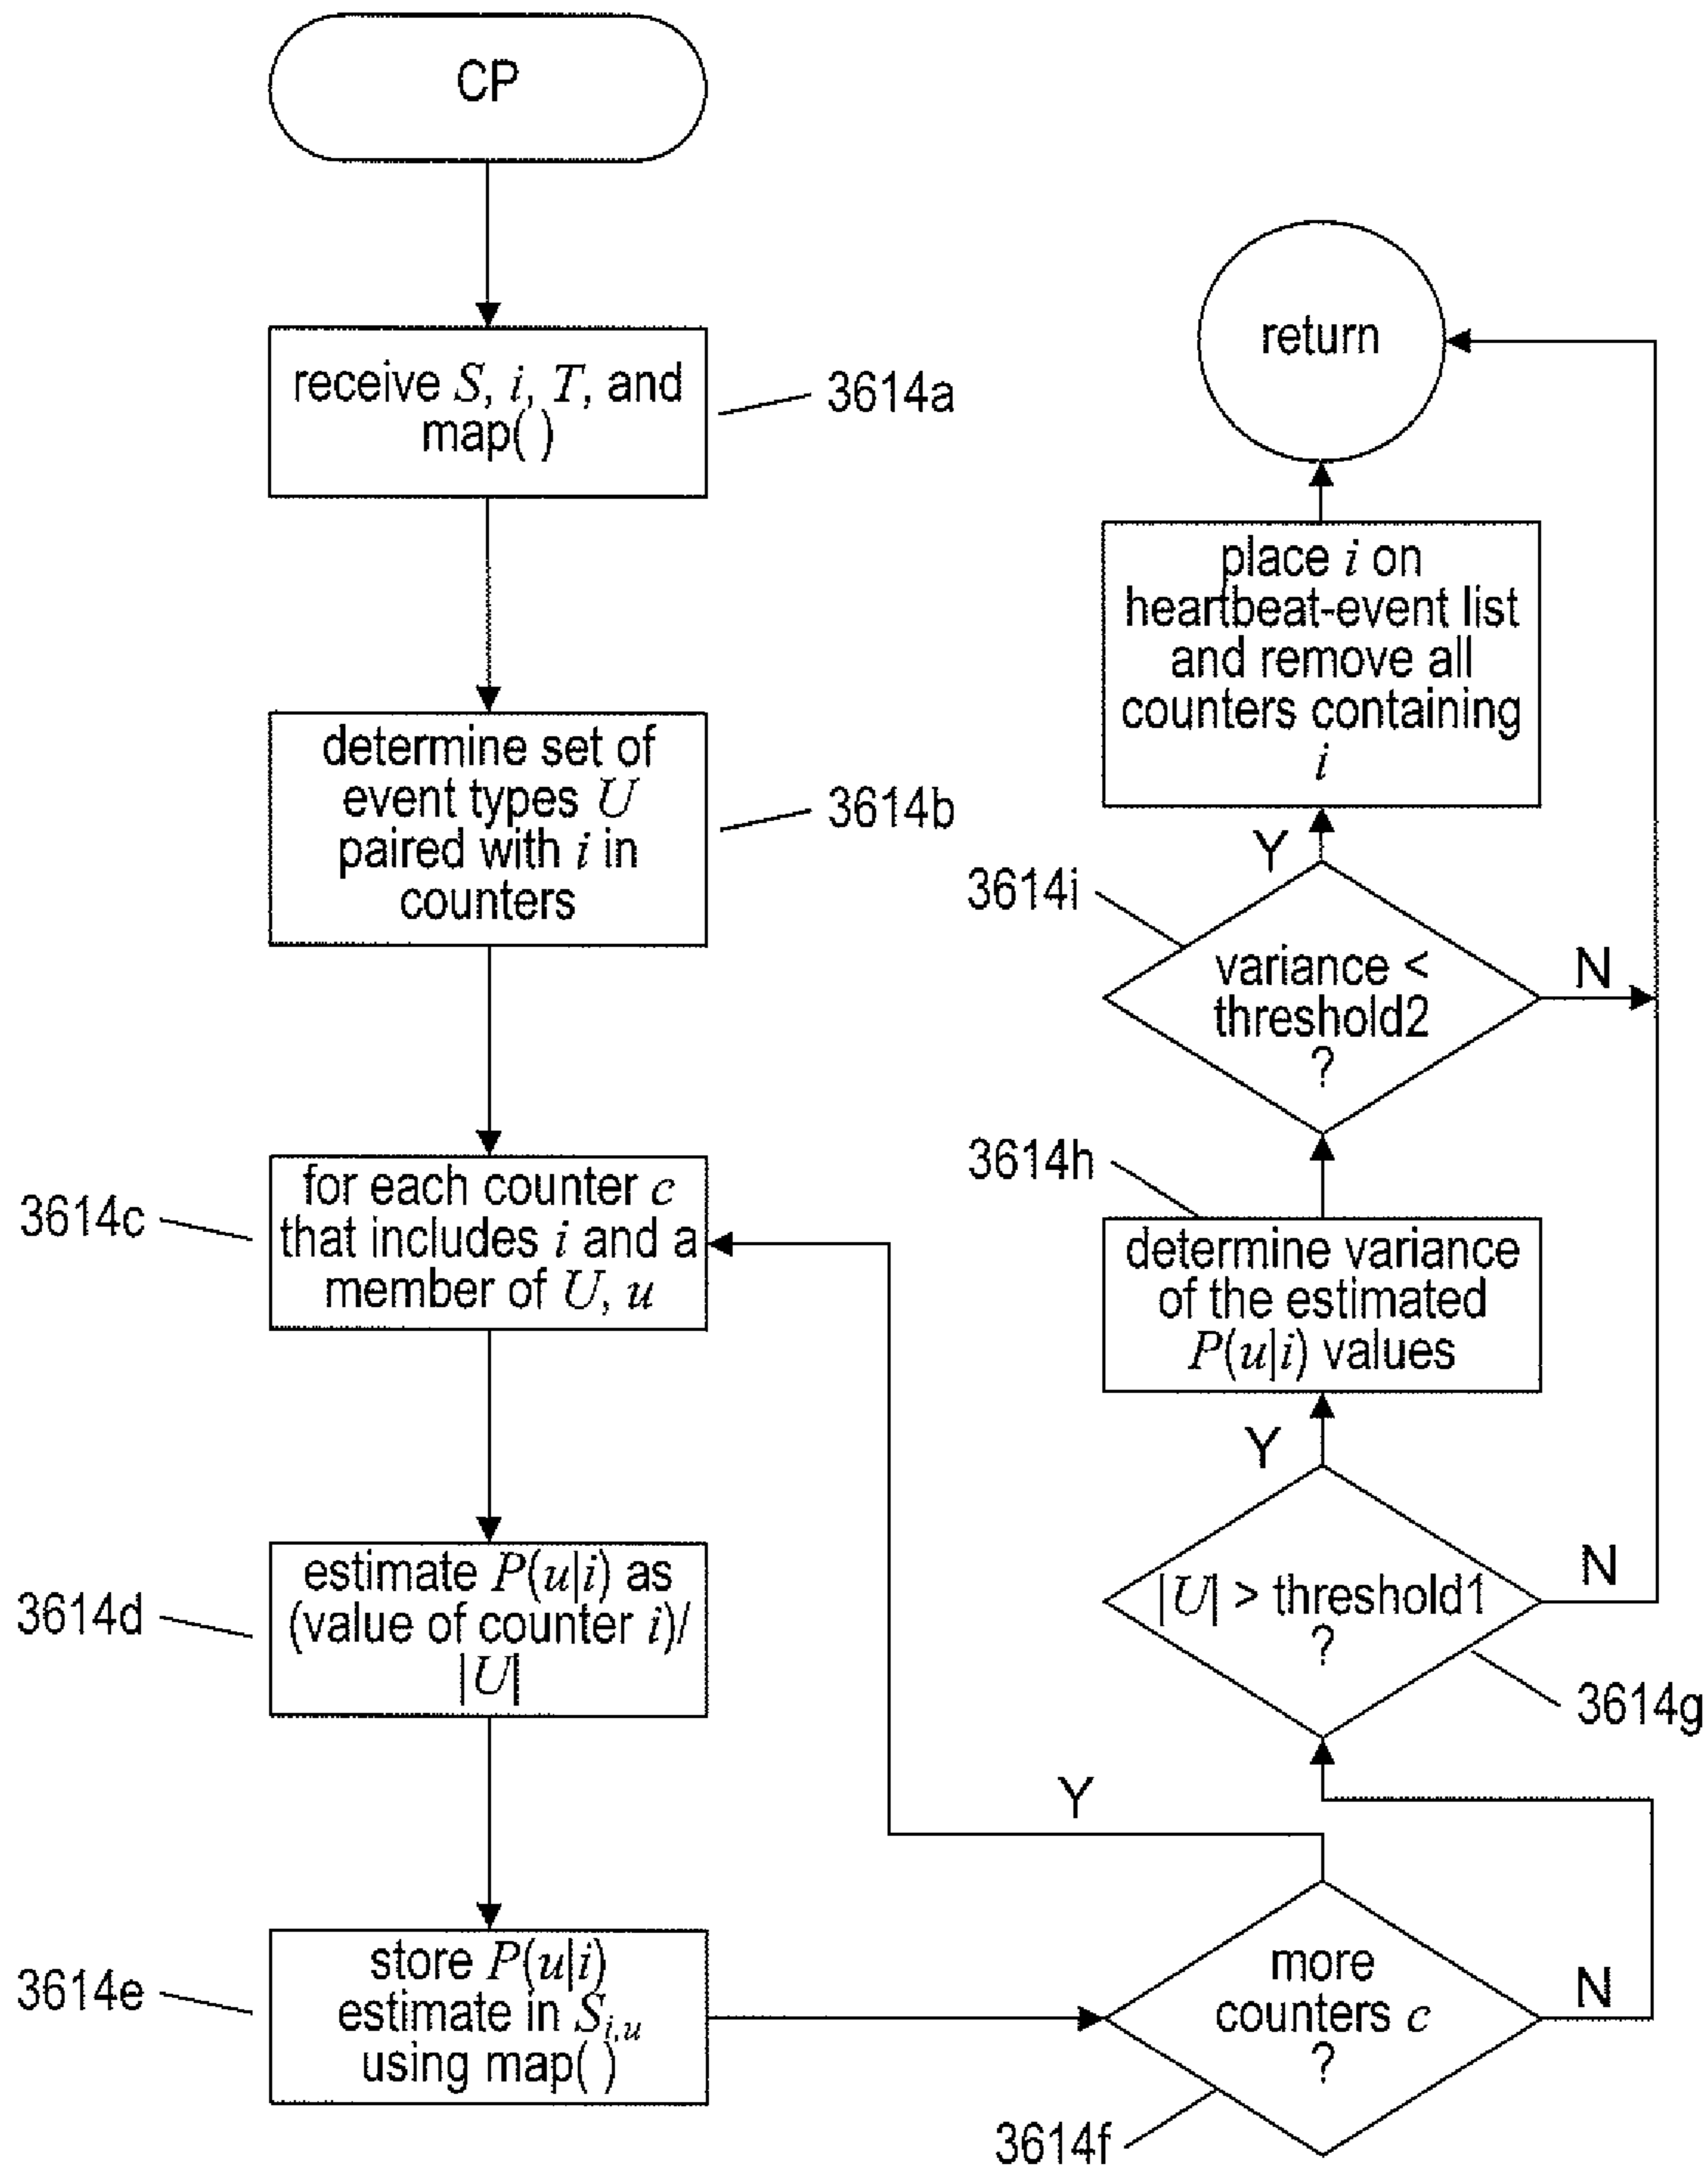 CP
receive S, i, T, and
map( )
3614a
determine set of
event types U
paired with i in
counters
3614b
for each counter c
that includes i and a
member of U, u
3614c
estimate P(u|i) as
(value of counter i)/
|U|
3614d
store P(u|i)
estimate in S_{i,u}
using map( )
3614e
more
counters c
?
Y
N
3614f
|U| > threshold1
?
Y
N
3614g
determine variance
of the estimated
P(u|i) values
3614h
variance <
threshold2
?
Y
N
3614i
place i on
heartbeat-event list
and remove all
counters containing
i
return